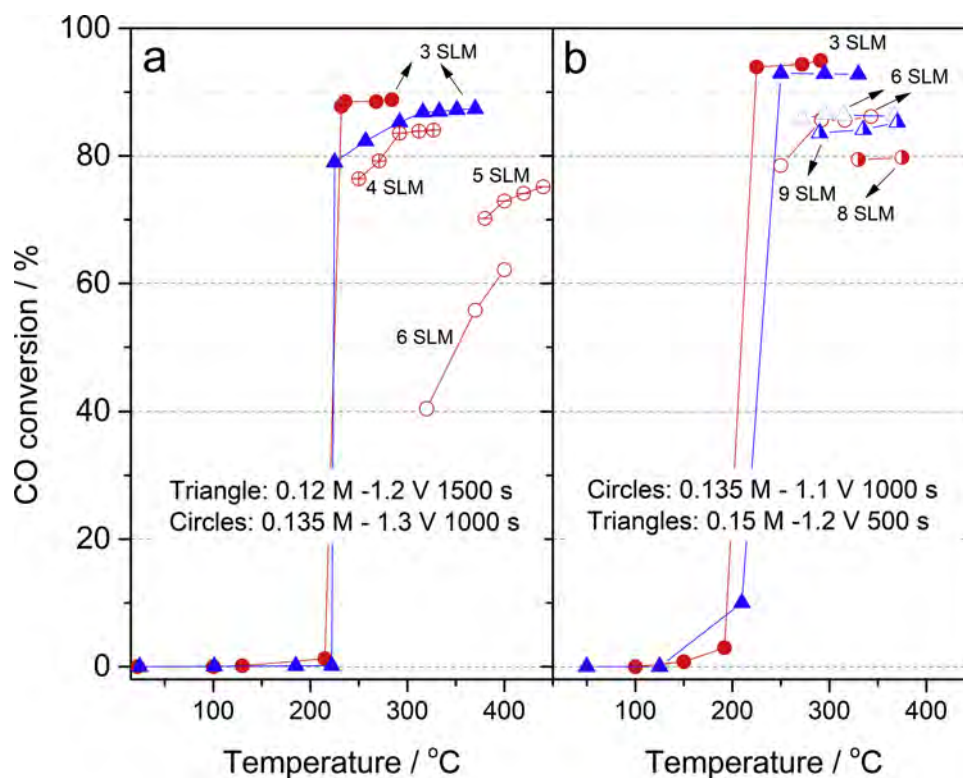 100
80
60
40
20
0
CO conversion / %
a
3 SLM
4 SLM
5 SLM
6 SLM
Triangle: 0.12 M -1.2 V 1500 s
Circles: 0.135 M - 1.3 V 1000 s
100
200
300
400
Temperature / °C
b
3 SLM
6 SLM
9 SLM
8 SLM
Circles: 0.135 M - 1.1 V 1000 s
Triangles: 0.15 M -1.2 V 500 s
100
200
300
400
Temperature / °C